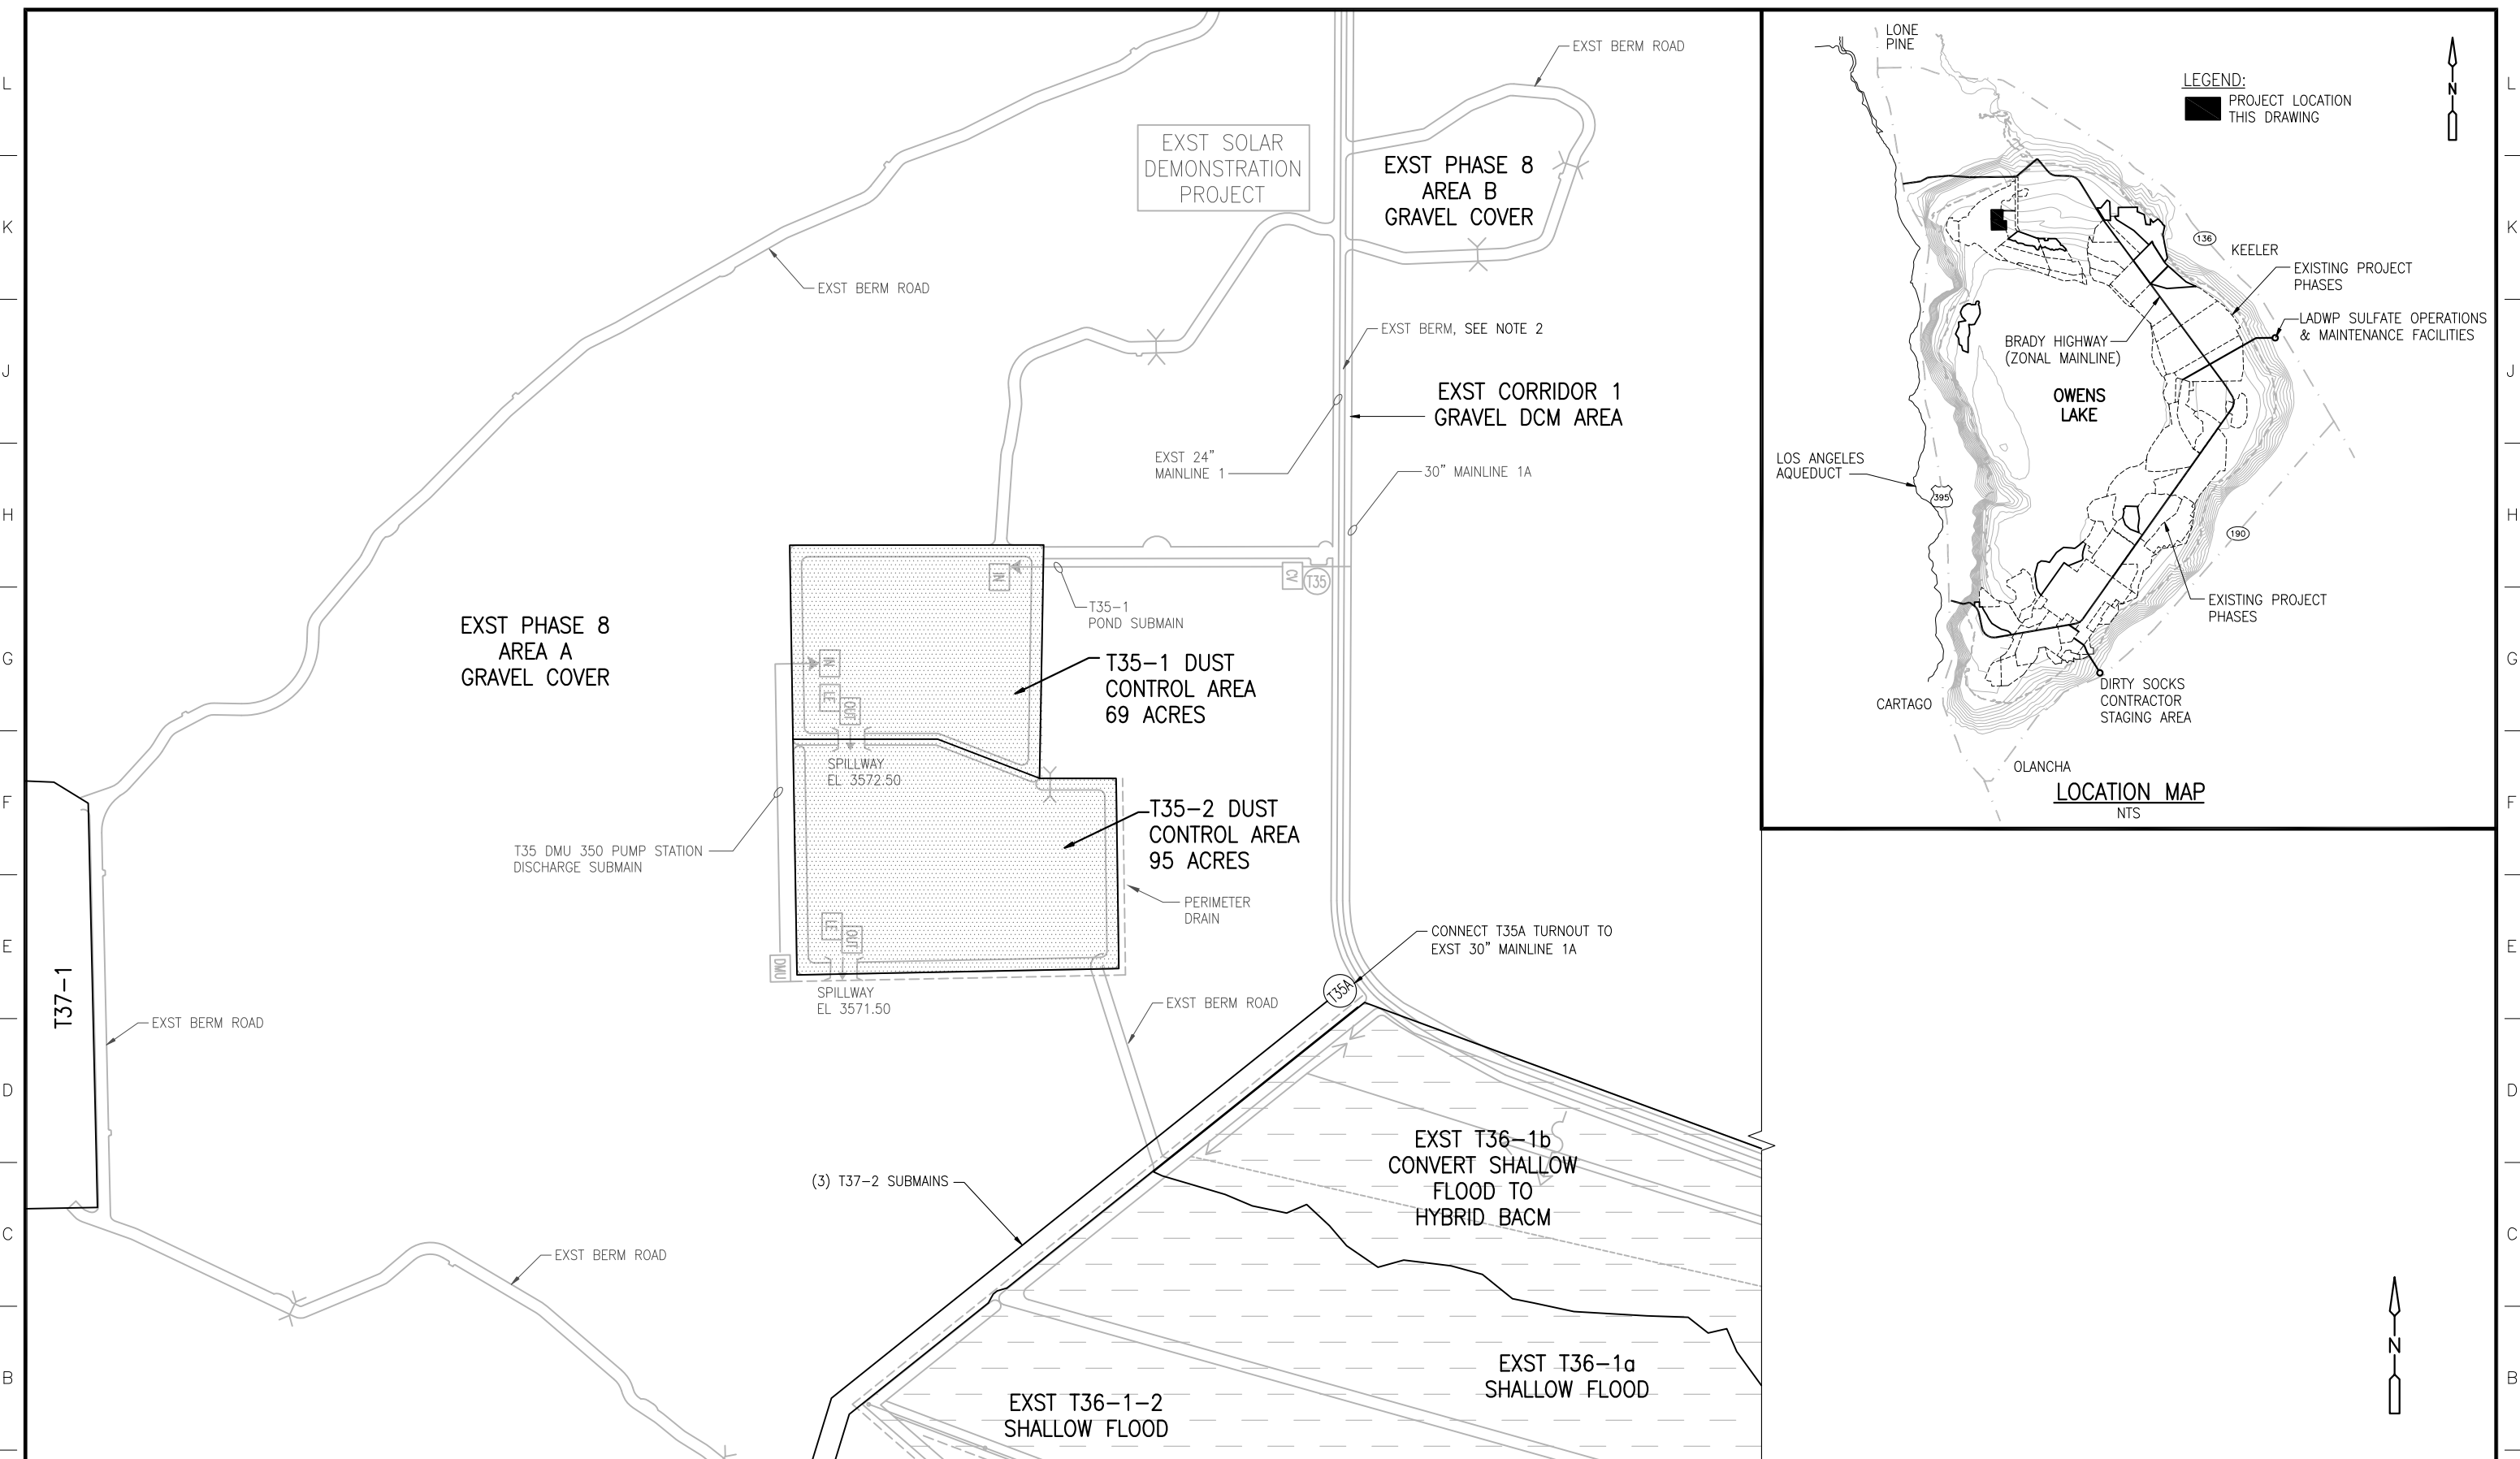 EXST BERM ROAD
EXST SOLAR
DEMONSTRATION
PROJECT
EXST PHASE 8
AREA B
GRAVEL COVER
EXST BERM ROAD
EXST BERM, SEE NOTE 2
EXST CORRIDOR 1
GRAVEL DCM AREA
EXST 24"
MAINLINE 1
30" MAINLINE 1A
IN
CV
T35
T35-1
POND SUBMAIN
EXST PHASE 8
AREA A
GRAVEL COVER
IN
LE
OUT
T35-1 DUST
CONTROL AREA
69 ACRES
SPILLWAY
EL 3572.50
T35-2 DUST
CONTROL AREA
95 ACRES
T35 DMU 350 PUMP STATION
DISCHARGE SUBMAIN
PERIMETER
DRAIN
LE
OUT
DMU
SPILLWAY
EL 3571.50
CONNECT T35A TURNOUT TO
EXST 30" MAINLINE 1A
T35A
EXST BERM ROAD
T37-1
EXST BERM ROAD
EXST T36-1b
CONVERT SHALLOW
FLOOD TO
HYBRID BACM
(3) T37-2 SUBMAINS
EXST BERM ROAD
EXST T36-1a
SHALLOW FLOOD
EXST T36-1-2
SHALLOW FLOOD
LONE
PINE
LEGEND:
PROJECT LOCATION
THIS DRAWING
N
136
KEELER
EXISTING PROJECT
PHASES
LADWP SULFATE OPERATIONS
& MAINTENANCE FACILITIES
BRADY HIGHWAY
(ZONAL MAINLINE)
OWENS
LAKE
LOS ANGELES
AQUEDUCT
395
190
EXISTING PROJECT
PHASES
DIRTY SOCKS
CONTRACTOR
STAGING AREA
CARTAGO
OLANCHA
LOCATION MAP
NTS
N
L
K
J
H
G
F
E
D
C
B
L
K
J
H
G
F
E
D
C
B